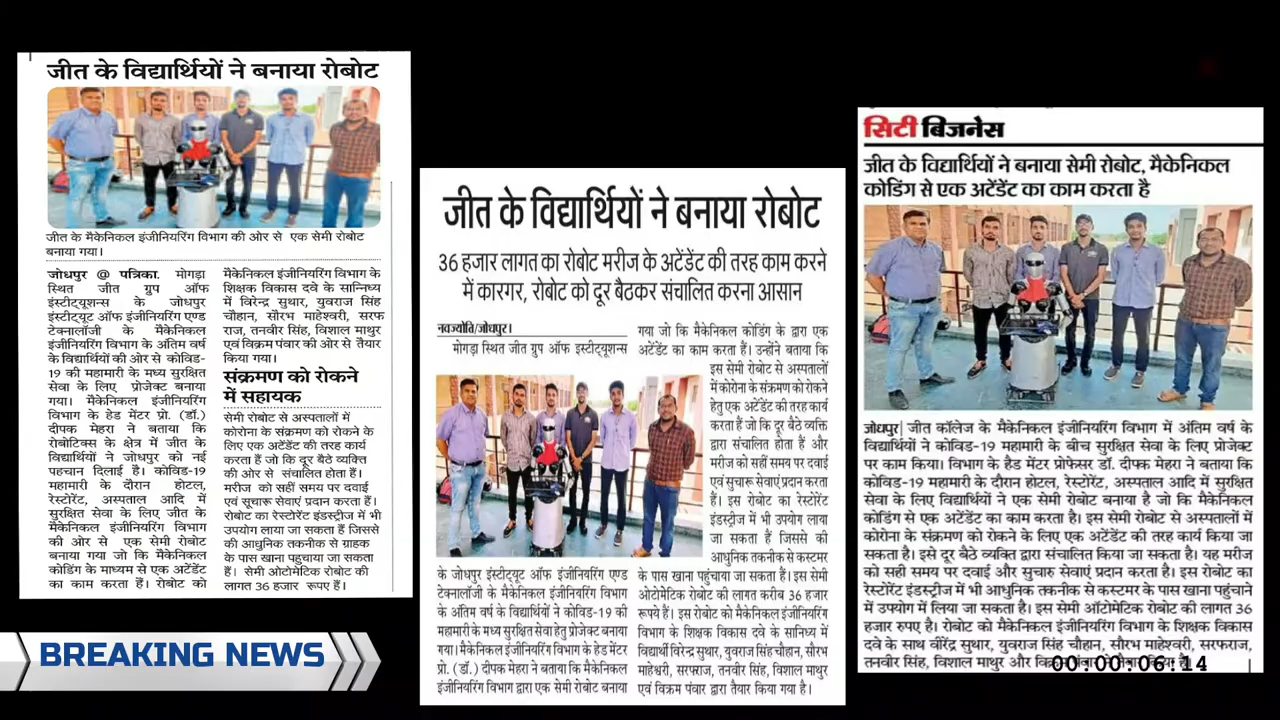 जीत के विद्यार्थियों ने बनाया रोबोट
जीत के मैकेनिकल इंजीनियरिंग विभाग की ओर से एक सेमी रोबोट
बनाया गया।
जोधपुर @ पत्रिका. मोगड़ा
स्थित जीत ग्रुप ऑफ
इंस्टीट्यूशन्स के जोधपुर
इंस्टीट्यूट ऑफ इंजीनियरिंग एण्ड
टेक्नालॉजी के मैकेनिकल
इंजीनियरिंग विभाग के अंतिम वर्ष
के विद्यार्थियों की ओर से कोविड-
19 की महामारी के मध्य सुरक्षित
सेवा के लिए प्रोजेक्ट बनाया
गया। मैकेनिकल इंजीनियरिंग
विभाग के हेड मेंटर प्रो. (डॉ.)
दीपक मेहरा ने बताया कि
रोबोटिक्स के क्षेत्र में जीत के
विद्यार्थियों ने जोधपुर को नई
पहचान दिलाई है। कोविड-19
महामारी के दौरान होटल,
रेस्टोरेंट, अस्पताल आदि में
सुरक्षित सेवा के लिए जीत के
मैकेनिकल इंजीनियरिंग विभाग
की ओर से एक सेमी रोबोट
बनाया गया जो कि मैकेनिकल
कोडिंग के माध्यम से एक अटेंडेंट
का काम करता हैं। रोबोट को
मैकेनिकल इंजीनियरिंग विभाग के
शिक्षक विकास दवे के सान्निध्य
में विरेन्द्र सुथार, युवराज सिंह
चौहान, सौरभ माहेश्वरी, सरफ
राज, तनवीर सिंह, विशाल माथुर
एवं विक्रम पंवार की ओर से तैयार
किया गया।
संक्रमण को रोकने
में सहायक
सेमी रोबोट से अस्पतालों में
कोरोना के संक्रमण को रोकने के
लिए एक अटेंडेंट की तरह कार्य
करता हैं जो कि दूर बैठे व्यक्ति
की ओर से संचालित होता हैं।
मरीज को सही समय पर दवाई
एवं सूचारू सेवाएं प्रदान करता हैं।
रोबोट का रेस्टोरेंट इंडस्ट्रीज में भी
उपयोग लाया जा सकता हैं जिससे
की आधुनिक तकनीक से ग्राहक
के पास खाना पहुचाया जा सकता
हैं। सेमी ओटोमेटिक रोबोट की
लागत 36 हजार रूपए हैं।
जीत के विद्यार्थियों ने बनाया रोबोट
36 हजार लागत का रोबोट मरीज के अटेंडेंट की तरह काम करने
में कारगर, रोबोट को दूर बैठकर संचालित करना आसान
नवज्योति/जोधपुर।
मोगड़ा स्थित जीत ग्रुप ऑफ इंस्टीट्यूशन्स
के जोधपुर इंस्टीट्यूट ऑफ इंजीनियरिंग एण्ड
टेक्नालॉजी के मैकेनिकल इंजीनियरिंग विभाग
के अंतिम वर्ष के विद्यार्थियों ने कोविड-19 की
महामारी के मध्य सुरक्षित सेवा हेतु प्रोजेक्ट बनाया
गया। मैकेनिकल इंजीनियरिंग विभाग के हेड मेंटर
प्रो. (डॉ.) दीपक मेहरा ने बताया कि मैकेनिकल
इंजीनियरिंग विभाग द्वारा एक सेमी रोबोट बनाया
गया जो कि मैकेनिकल कोडिंग के द्वारा एक
अटेंडेंट का काम करता हैं। उन्होंने बताया कि
इस सेमी रोबोट से अस्पतालों
में कोरोना के संक्रमण को रोकने
हेतु एक अटेंडेंट की तरह कार्य
करता हैं जो कि दूर बैठे व्यक्ति
द्वारा संचालित होता हैं और
मरीज को सहीं समय पर दवाई
एवं सुचारू सेवाएं प्रदान करता
हैं। इस रोबोट का रेस्टोरेंट
इंडस्ट्रीज में भी उपयोग लाया
जा सकता हैं जिससे की
आधुनिक तकनीक से कस्टमर
के पास खाना पहुंचाया जा सकता हैं। इस सेमी
ओटोमेटिक रोबोट की लागत करीब 36 हजार
रूपये हैं। इस रोबोट को मैकेनिकल इंजीनियरिंग
विभाग के शिक्षक विकास दवे के सानिध्य में
विद्यार्थी विरेन्द्र सुथार, युवराज सिंह चौहान, सौरभ
माहेश्वरी, सरफराज, तनवीर सिंह, विशाल माथुर
एवं विक्रम पंवार द्वारा तैयार किया गया है।
सिटी बिजनेस
जीत के विद्यार्थियों ने बनाया सेमी रोबोट, मैकेनिकल
कोडिंग से एक अटेंडेंट का काम करता है
जोधपुर| जीत कॉलेज के मैकेनिकल इंजीनियरिंग विभाग में अंतिम वर्ष के
विद्यार्थियों ने कोविड-19 महामारी के बीच सुरक्षित सेवा के लिए प्रोजेक्ट
पर काम किया। विभाग के हैड मेंटर प्रोफेसर डॉ. दीपक मेहरा ने बताया कि
कोविड-19 महामारी के दौरान होटल, रेस्टोरेंट, अस्पताल आदि में सुरक्षित
सेवा के लिए विद्यार्थियों ने एक सेमी रोबोट बनाया है जो कि मैकेनिकल
कोडिंग से एक अटेंडेंट का काम करता है। इस सेमी रोबोट से अस्पतालों में
कोरोना के संक्रमण को रोकने के लिए एक अटेंडेंट की तरह कार्य किया जा
सकता है। इसे दूर बैठे व्यक्ति द्वारा संचालित किया जा सकता है। यह मरीज
को सही समय पर दवाई और सुचारु सेवाएं प्रदान करता है। इस रोबोट का
रेस्टोरेंट इंडस्ट्रीज में भी आधुनिक तकनीक से कस्टमर के पास खाना पहुंचाने
में उपयोग में लिया जा सकता है। इस सेमी ऑटोमेटिक रोबोट की लागत 36
हजार रुपए है। रोबोट को मैकेनिकल इंजीनियरिंग विभाग के शिक्षक विकास
दवे के साथ वीरेंद्र सुथार, युवराज सिंह चौहान, सौरभ माहेश्वरी, सरफराज,
तनवीर सिंह, विशाल माथुर और
00:00:06:14
BREAKING NEWS